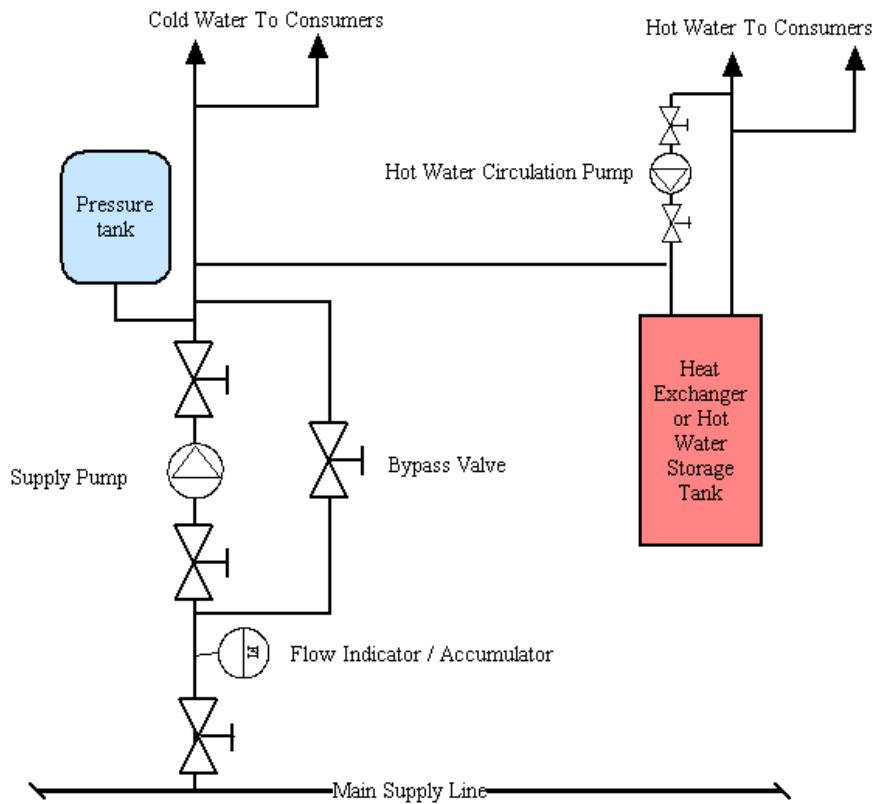 Cold Water To Consumers
Hot Water To Consumers
Hot Water Circulation Pump
Pressure
tank
Heat
Exchanger
or Hot
Water
Storage
Tank
Supply Pump
Bypass Valve
FI
Flow Indicator / Accumulator
Main Supply Line